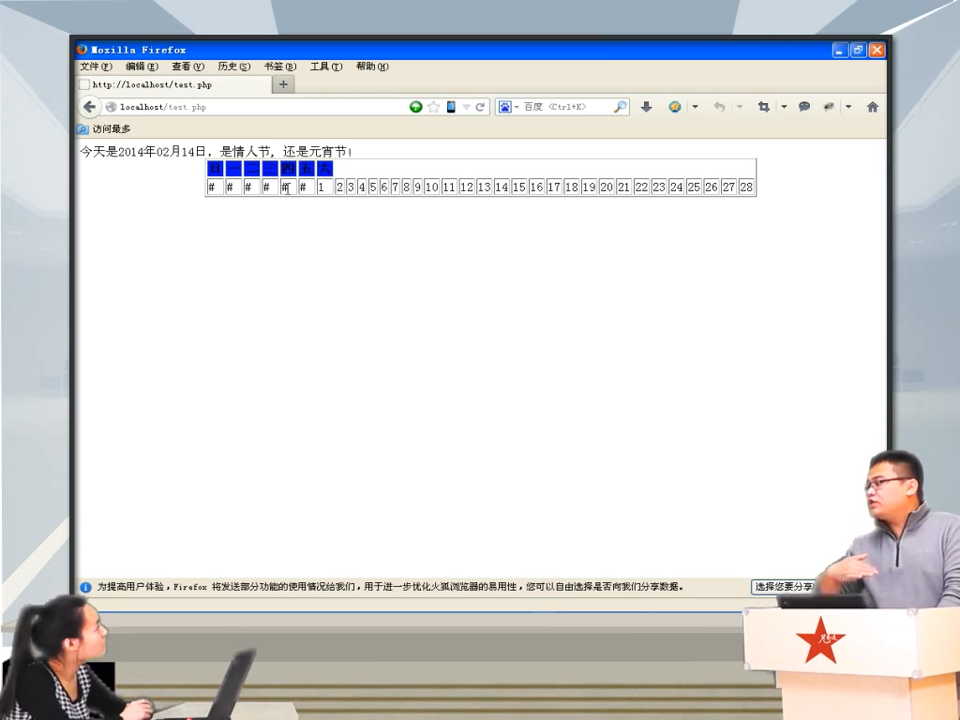 Mozilla Firefox
文件(F) 编辑(E) 查看(V) 历史(S) 书签(B) 工具(T) 帮助(H)
http://localhost/test.php +
localhost/test.php 百度 <Ctrl+K>
访问最多
今天是2014年02月14日，是情人节，还是元宵节！
日 一 二 三 四 五 六
# # # # # # 1 2 3 4 5 6 7 8 9 10 11 12 13 14 15 16 17 18 19 20 21 22 23 24 25 26 27 28
为提高用户体验，Firefox 将发送部分功能的使用情况给我们，用于进一步优化火狐浏览器的易用性，您可以自由选择是否向我们分享数据。 选择您要分享